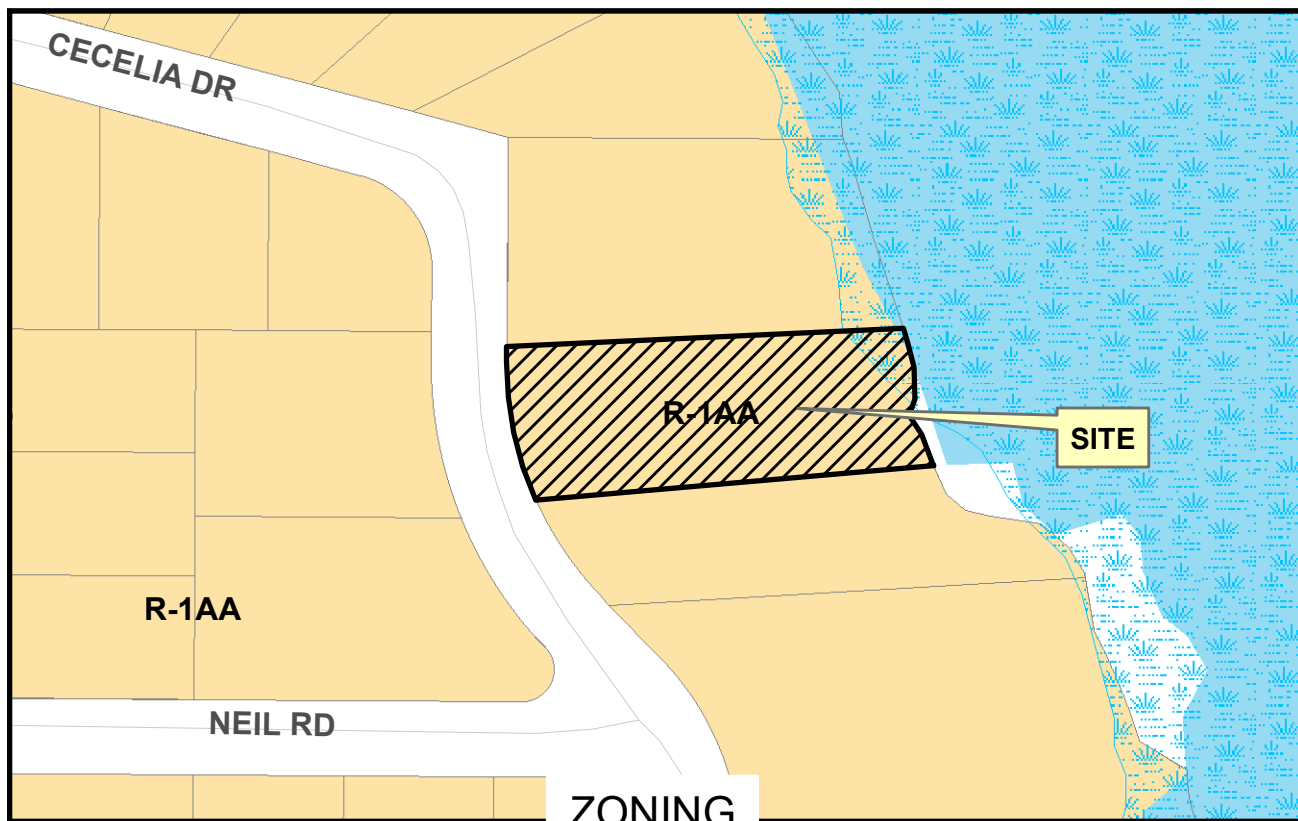 CECELIA DR
R-1AA
SITE
R-1AA
NEIL RD
ZONING